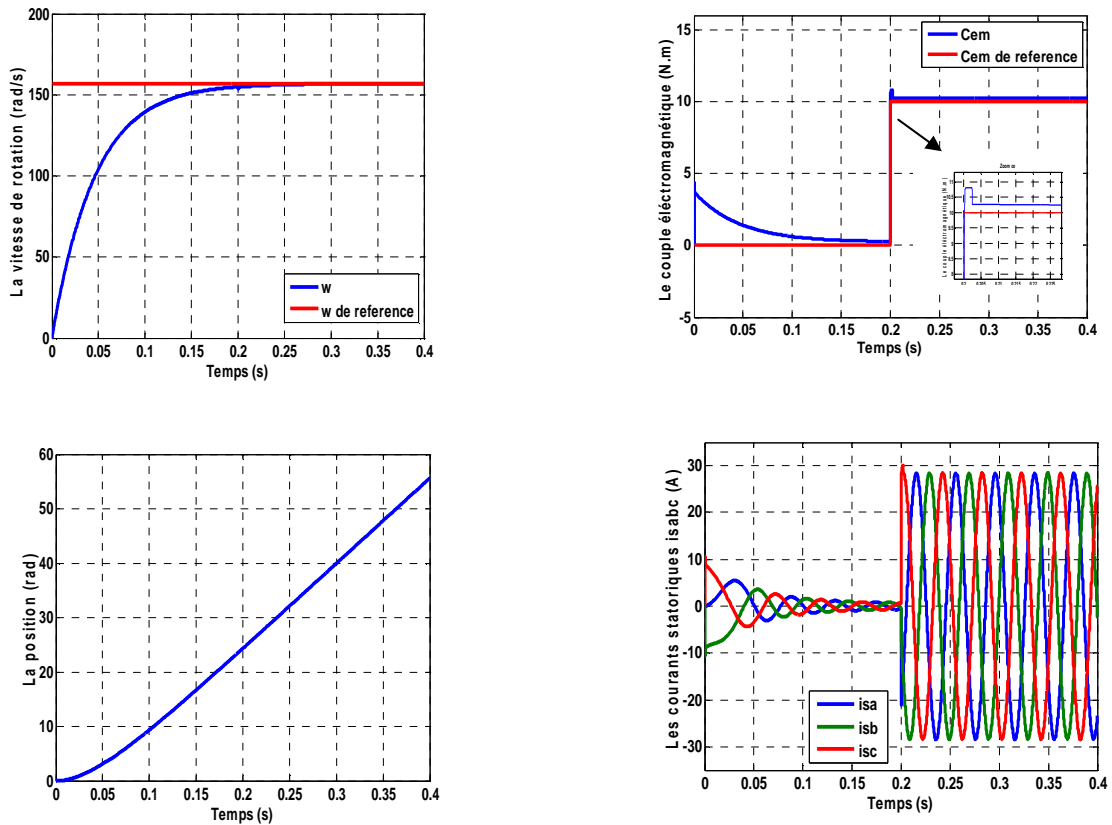 La vitesse de rotation (rad/s)
200
150
100
50
0
0 0.05 0.1 0.15 0.2 0.25 0.3 0.35 0.4
Temps (s)
w
w de reference
Le couple éléctromagnétique (N.m)
15
10
5
0
-5
0 0.05 0.1 0.15 0.2 0.25 0.3 0.35 0.4
Temps (s)
Cem
Cem de reference
Le couple éléctromagnétique (N.m)
La position (rad)
60
50
40
30
20
10
0
0 0.05 0.1 0.15 0.2 0.25 0.3 0.35 0.4
Temps (s)
Les courants statoriques isabc (A)
30
20
10
0
-10
-20
-30
0 0.05 0.1 0.15 0.2 0.25 0.3 0.35 0.4
Temps (s)
isa
isb
isc